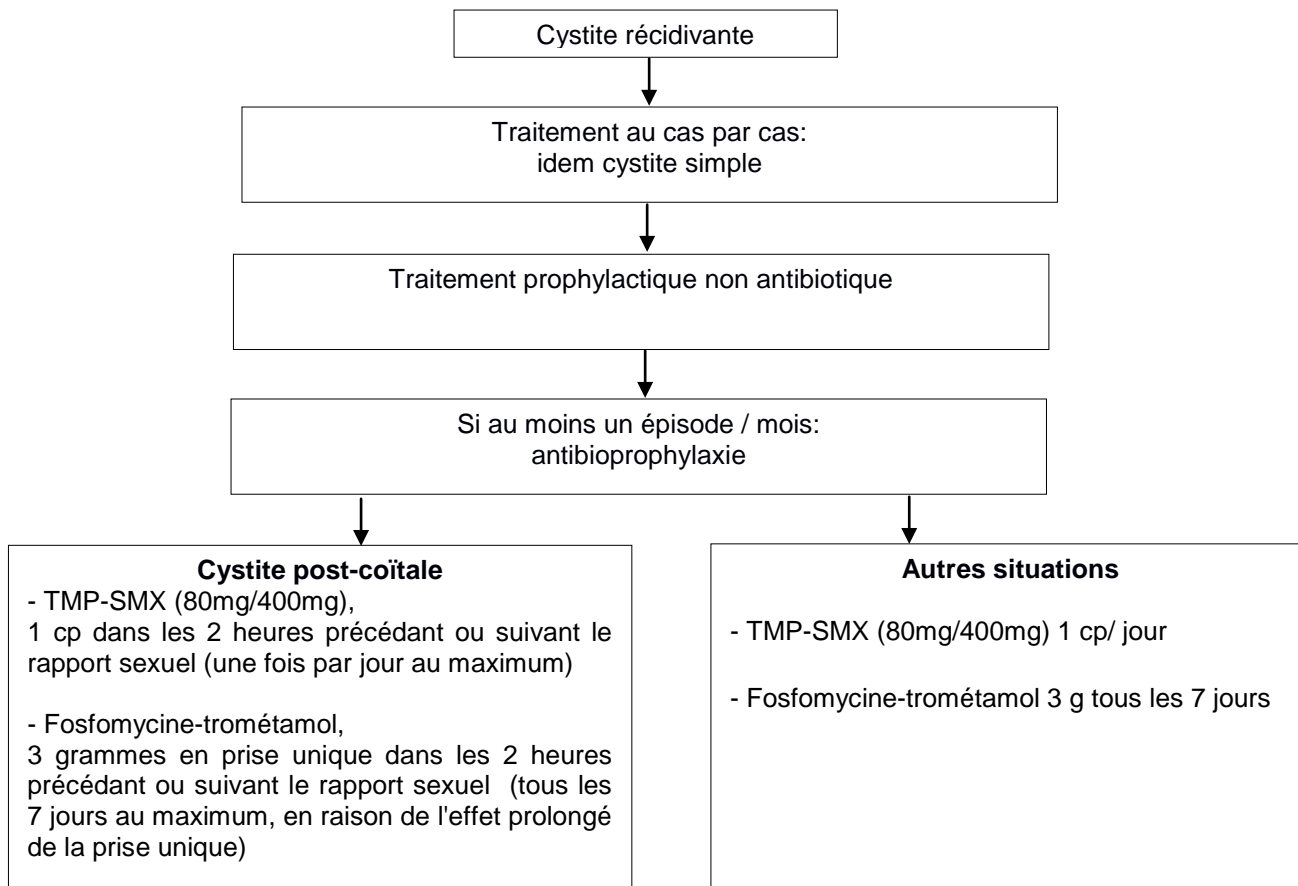 Cystite récidivante
Traitement au cas par cas:
idem cystite simple
Traitement prophylactique non antibiotique
Si au moins un épisode / mois:
antibioprophylaxie
Cystite post-coïtale
- TMP-SMX (80mg/400mg),
1 cp dans les 2 heures précédant ou suivant le
rapport sexuel (une fois par jour au maximum)
- Fosfomycine-trométamol,
3 grammes en prise unique dans les 2 heures
précédant ou suivant le rapport sexuel (tous les
7 jours au maximum, en raison de l'effet prolongé
de la prise unique)
Autres situations
- TMP-SMX (80mg/400mg) 1 cp/ jour
- Fosfomycine-trométamol 3 g tous les 7 jours